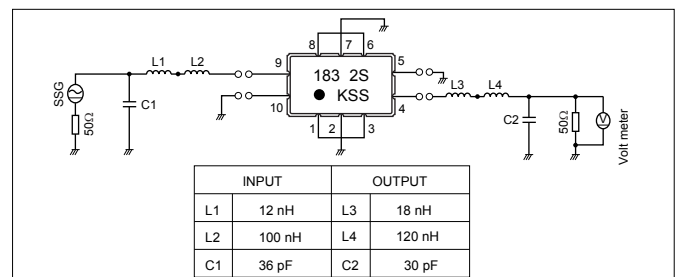 8 7 6
L1 L2 9 5
183 2S
L3 L4
SSG
KSS
C1 10 4 C2
50Ω
1 2 3
50Ω
V
Volt meter
INPUT OUTPUT
L1 12 nH L3 18 nH
L2 100 nH L4 120 nH
C1 36 pF C2 30 pF